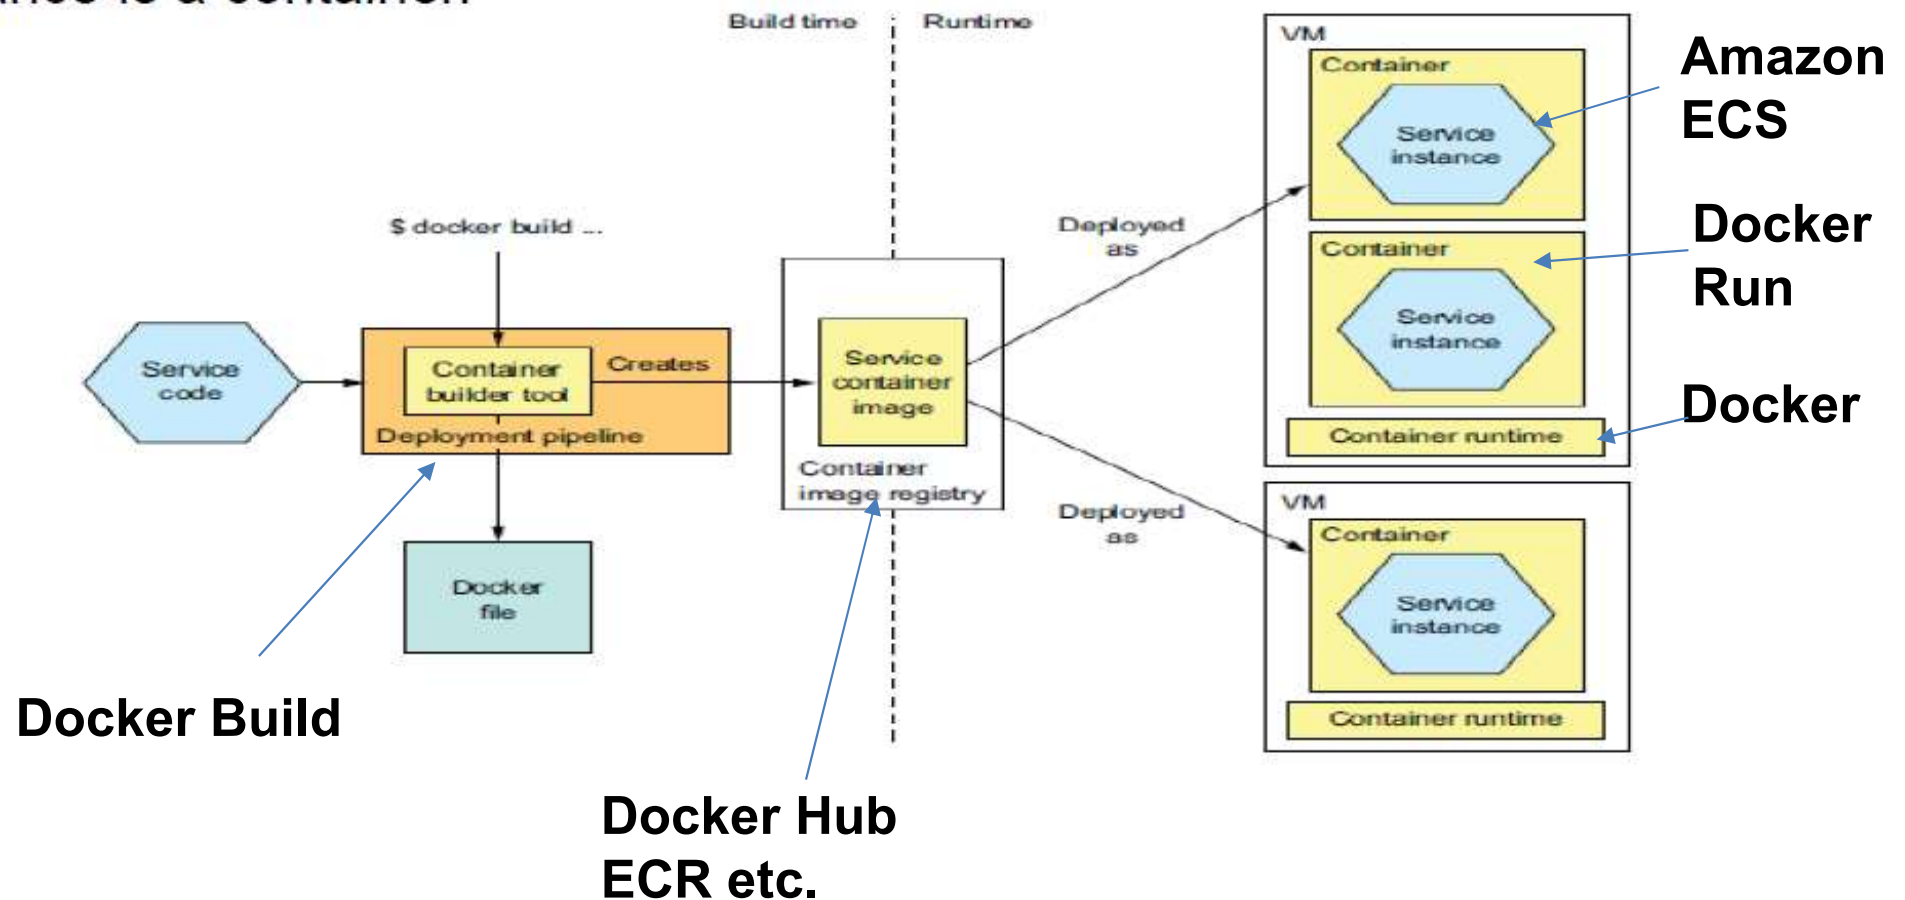 is a container
Build time
Runtime
VM
Container
Service
instance
Amazon
ECS
$ docker build ...
Deployed
as
Container
Service
instance
Docker
Run
Service
code
Container
builder tool
Creates
Deployment pipeline
Service
container
image
Container
image registry
Container runtime
Docker
Docker
file
Deployed
as
VM
Container
Service
instance
Container runtime
Docker Build
Docker Hub
ECR etc.